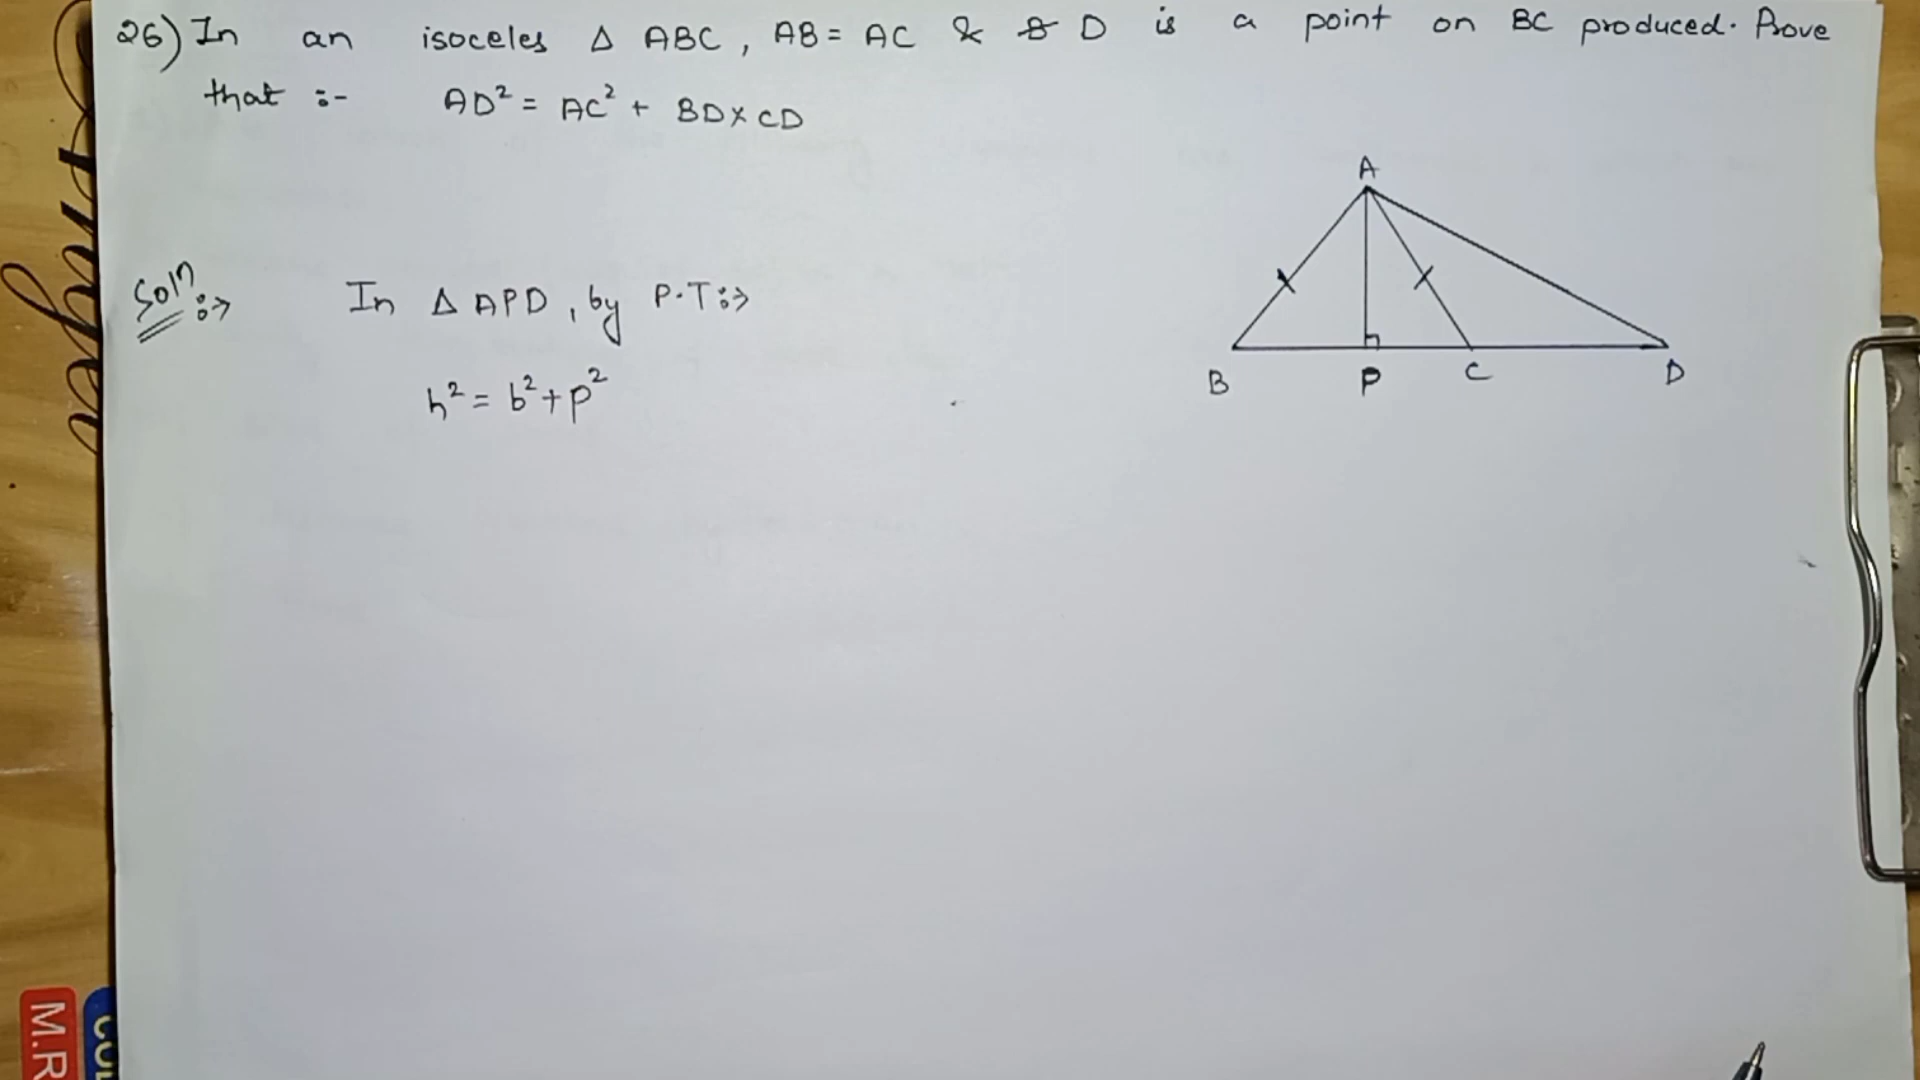 26) In an isoceles Δ ABC, AB = AC & D is a point on BC produced. Prove
that :- AD² = AC² + BD × CD
Soln :->
In Δ APD, by P.T :->
h² = b² + p²
A
B P C D
M.R